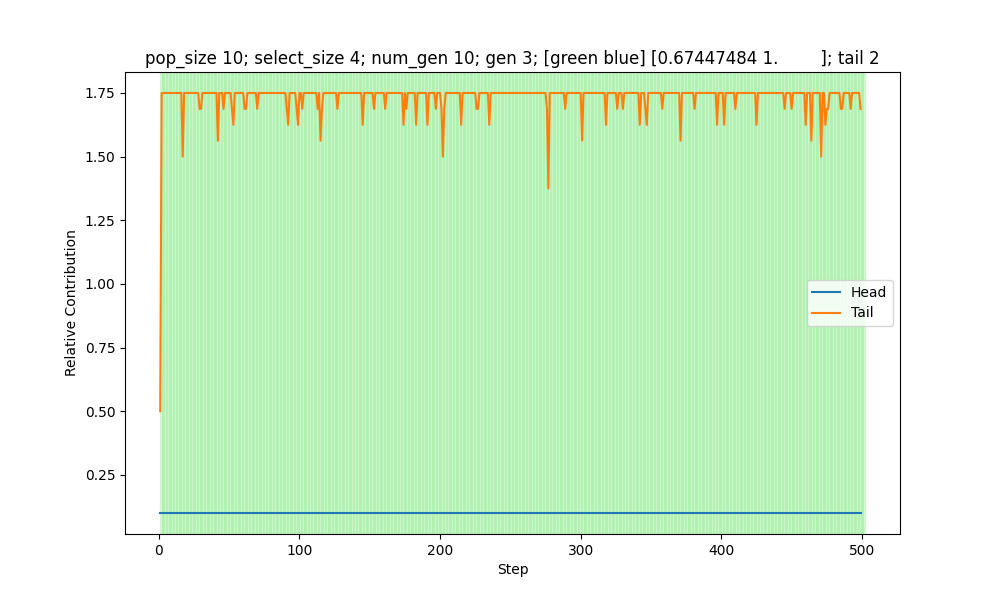 pop_size 10; select_size 4; num_gen 10; gen 3; [green blue] [0.67447484 1.         ]; tail 2
1.75
1.50
1.25
1.00
0.75
0.50
0.25
Relative Contribution
Head
Tail
0 100 200 300 400 500
Step